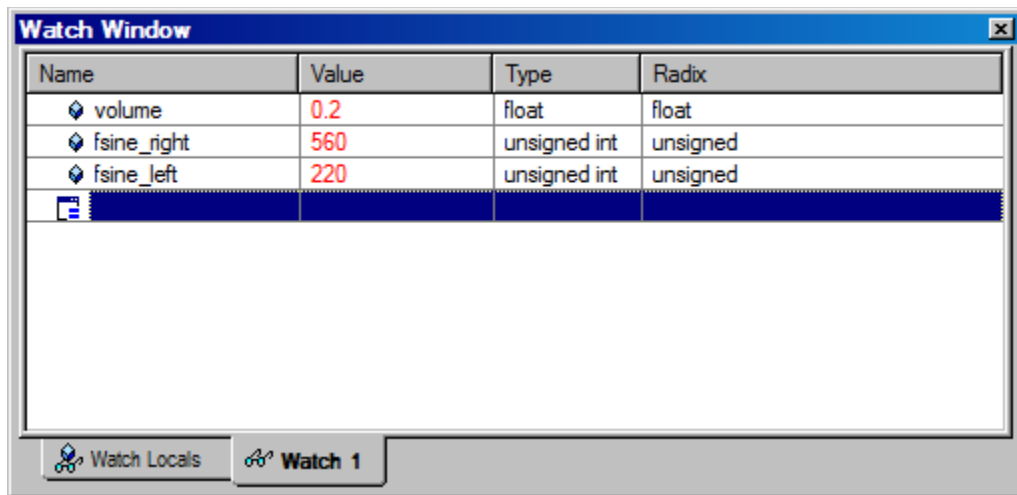 Watch Window
Name Value Type Radix
volume 0.2 float float
fsine_right 560 unsigned int unsigned
fsine_left 220 unsigned int unsigned
Watch Locals Watch 1